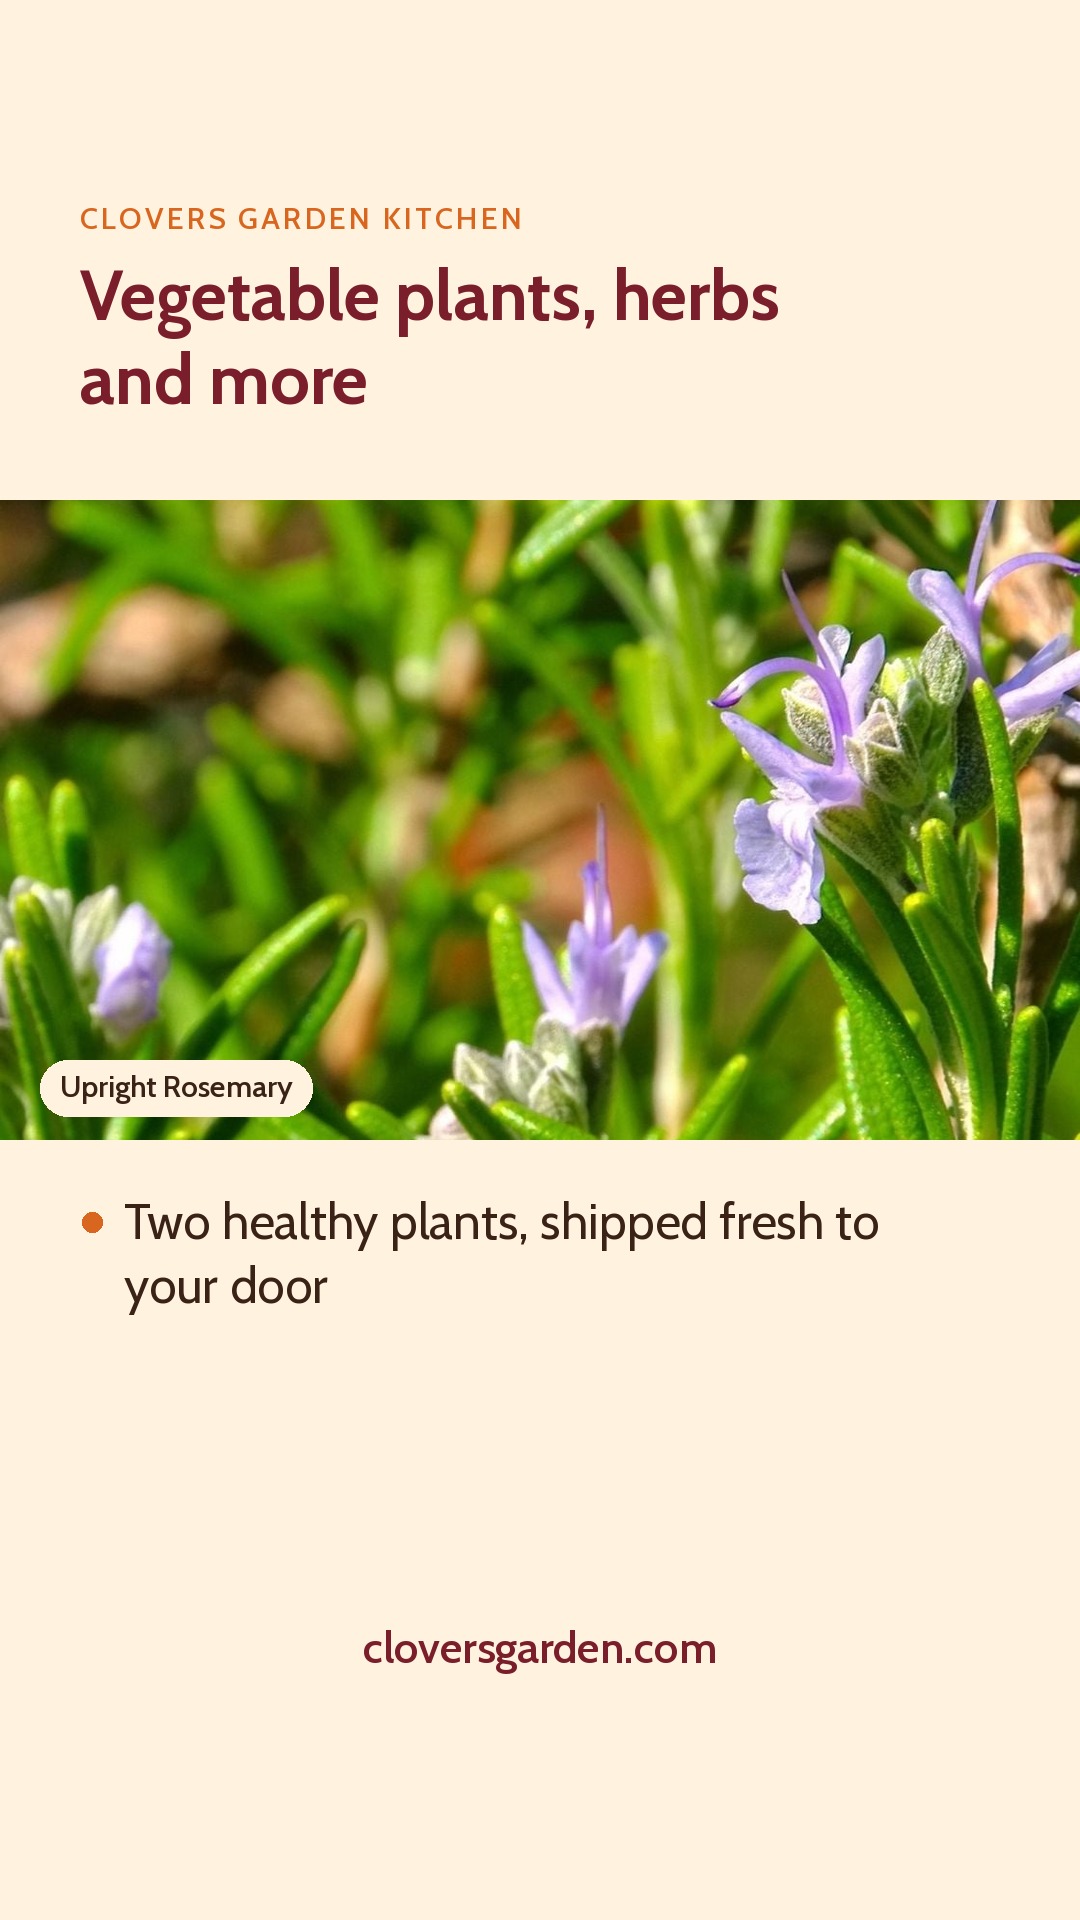 CLOVERS GARDEN KITCHEN
Vegetable plants, herbs
and more
Upright Rosemary
Two healthy plants, shipped fresh to
your door
cloversgarden.com